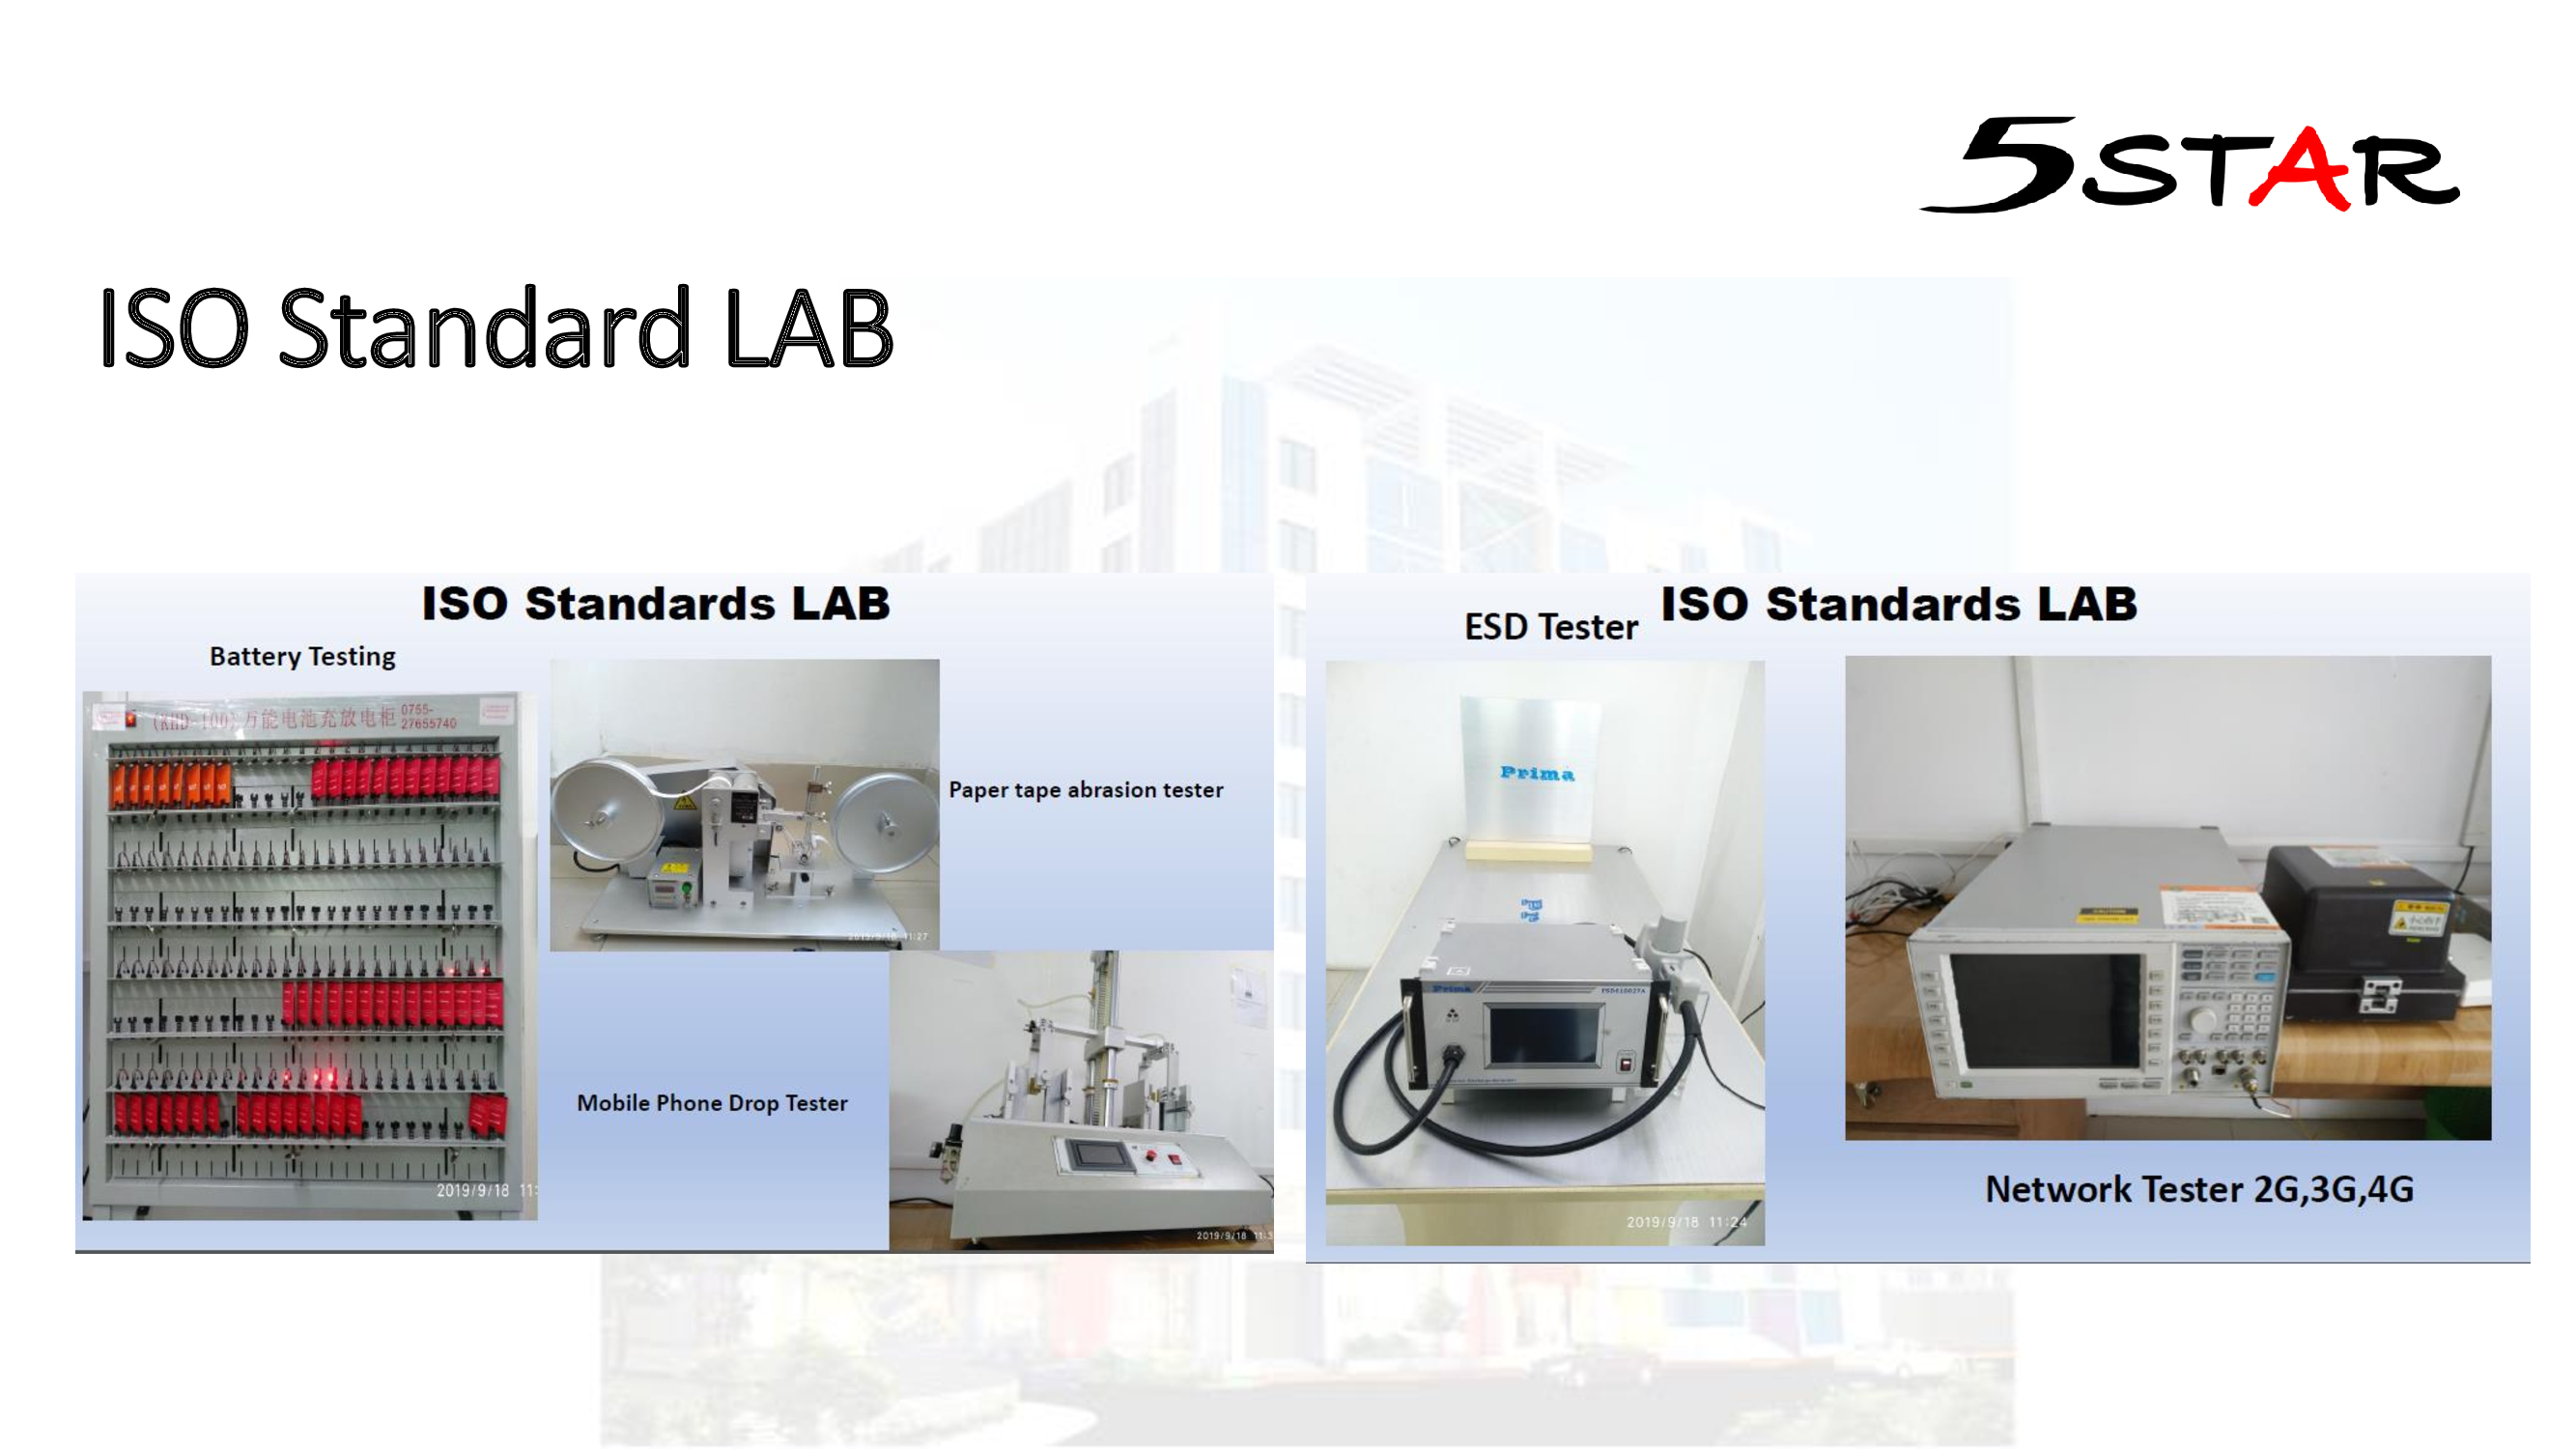 5STAR
ISO Standard LAB
ISO Standards LAB
Battery Testing
(KHD-100)万能电池充放电柜 0755-27655740
Paper tape abrasion tester
2019/9/18 11:27
Mobile Phone Drop Tester
2019/9/18 11:
2019/9/18 11:3
ISO Standards LAB
ESD Tester
Prima
Prima
ESD61002TA
2019/9/18 11:24
CAUTION
Network Tester 2G,3G,4G